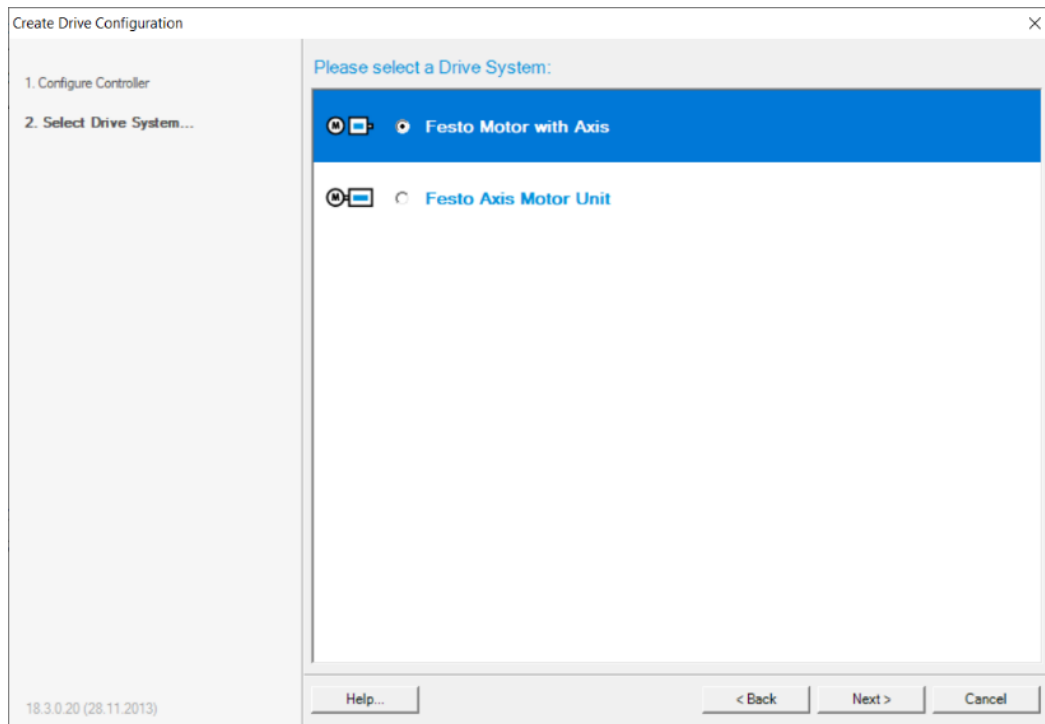 Create Drive Configuration
1. Configure Controller
2. Select Drive System...
Please select a Drive System:
M Festo Motor with Axis
M Festo Axis Motor Unit
18.3.0.20 (28.11.2013)
Help...
< Back
Next >
Cancel